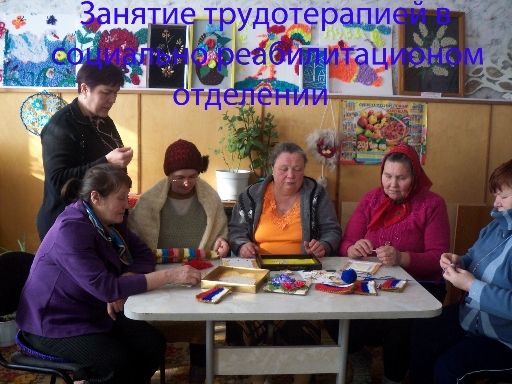 Занятие трудотерапией в
социально реабилитационом
отделении